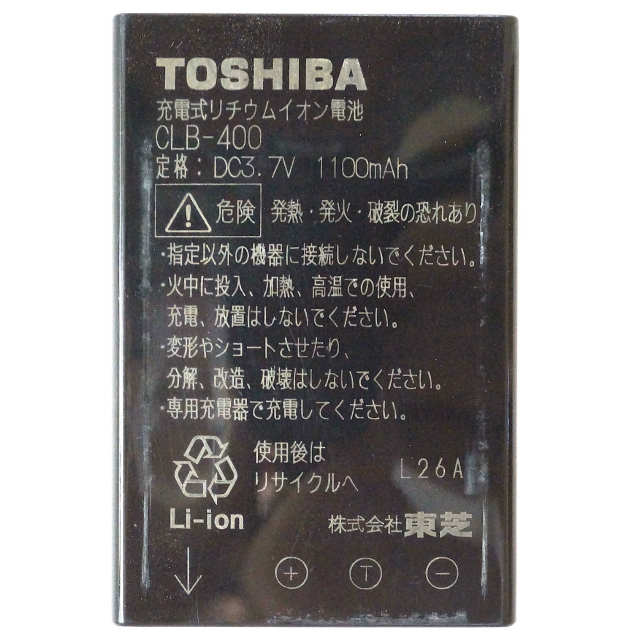 TOSHIBA
充電式リチウムイオン電池
CLB-400
定格：DC3.7V 1100mAh
危険 発熱・発火・破裂の恐れあり
・指定以外の機器に接続しないでください。
・火中に投入、加熱、高温での使用、
充電、放置はしないでください。
・変形やショートさせたり、
分解、改造、破壊はしないでください。
・専用充電器で充電してください。
使用後は
リサイクルへ
L26A
Li-ion
株式会社 東芝
+ T −